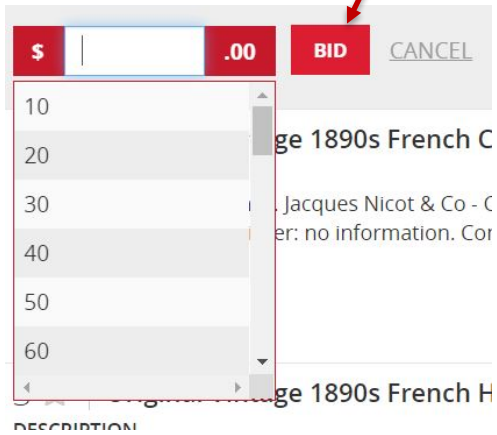 $ .00 BID CANCEL
10
ge 1890s French
20
30
. Jacques Nicot & Co -
40
er: no information.
50
60
ge 1890s French
DESCRIPTION